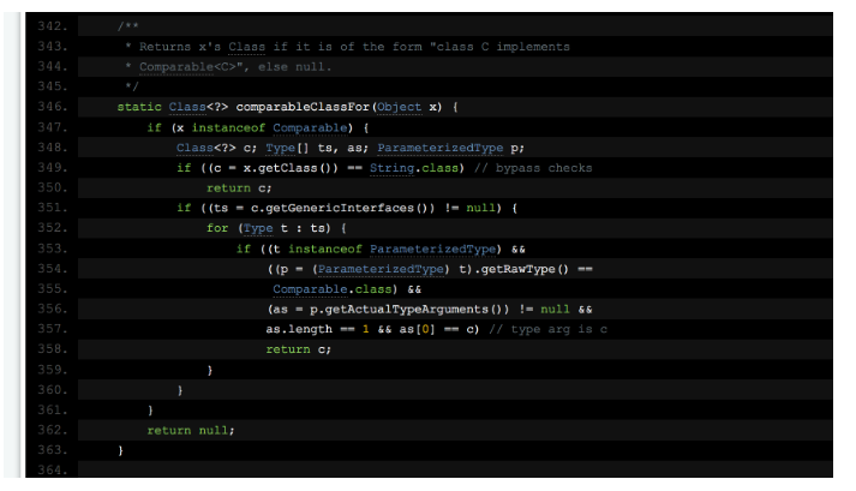 342. /**
343. * Returns x's Class if it is of the form "class C implements
344. * Comparable<C>", else null.
345. */
346. static Class<?> comparableClassFor(Object x) {
347. if (x instanceof Comparable) {
348. Class<?> c; Type[] ts, as; ParameterizedType p;
349. if ((c = x.getClass()) == String.class) // bypass checks
350. return c;
351. if ((ts = c.getGenericInterfaces()) != null) {
352. for (Type t : ts) {
353. if ((t instanceof ParameterizedType) &&
354. ((p = (ParameterizedType) t).getRawType() ==
355. Comparable.class) &&
356. (as = p.getActualTypeArguments()) != null &&
357. as.length == 1 && as[0] == c) // type arg is c
358. return c;
359. }
360. }
361. }
362. return null;
363. }
364.